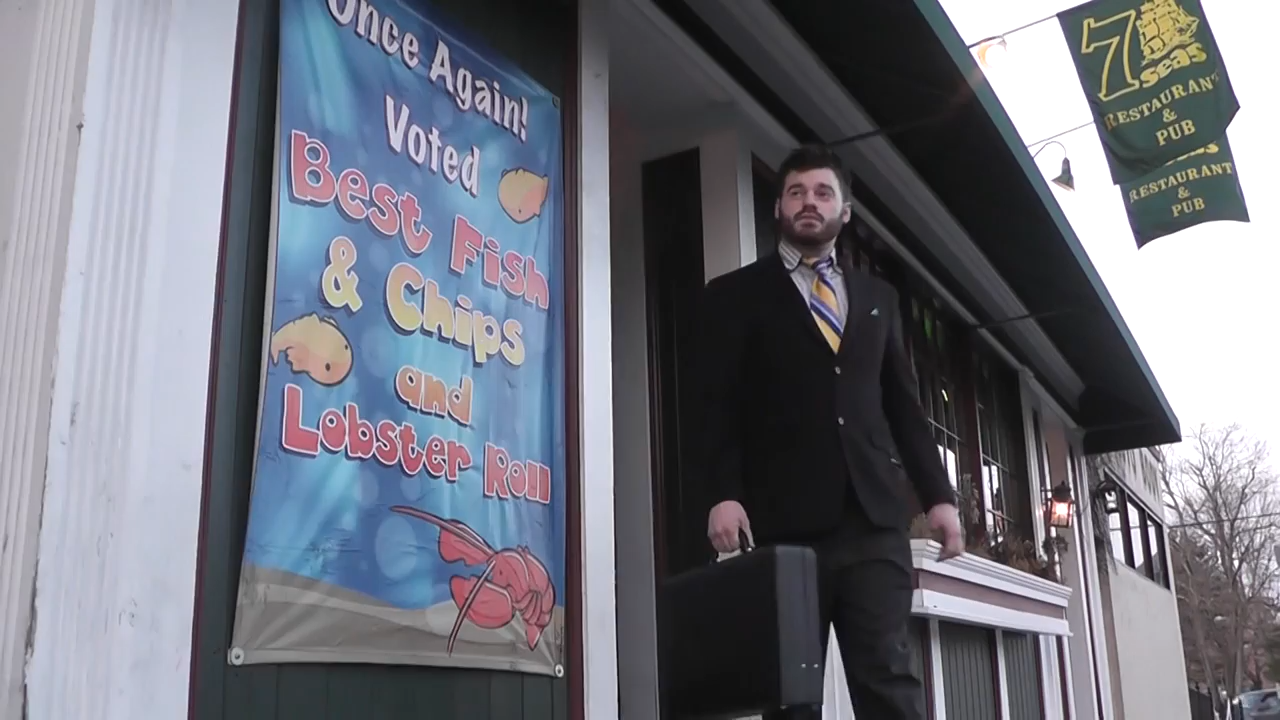 Once Again!
Voted
Best Fish
& Chips
and
Lobster Roll
7
seas
RESTAURANT
&
PUB
RESTAURANT
&
PUB